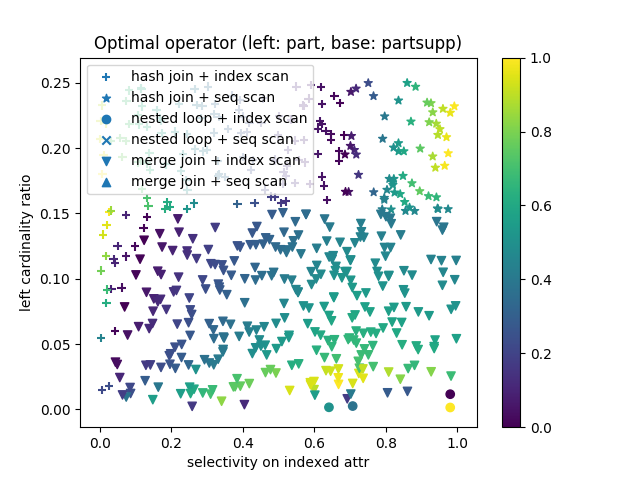 Optimal operator (left: part, base: partsupp)
hash join + index scan
hash join + seq scan
nested loop + index scan
nested loop + seq scan
merge join + index scan
merge join + seq scan
left cardinality ratio
0.25
0.20
0.15
0.10
0.05
0.00
0.0 0.2 0.4 0.6 0.8 1.0
selectivity on indexed attr
1.0
0.8
0.6
0.4
0.2
0.0